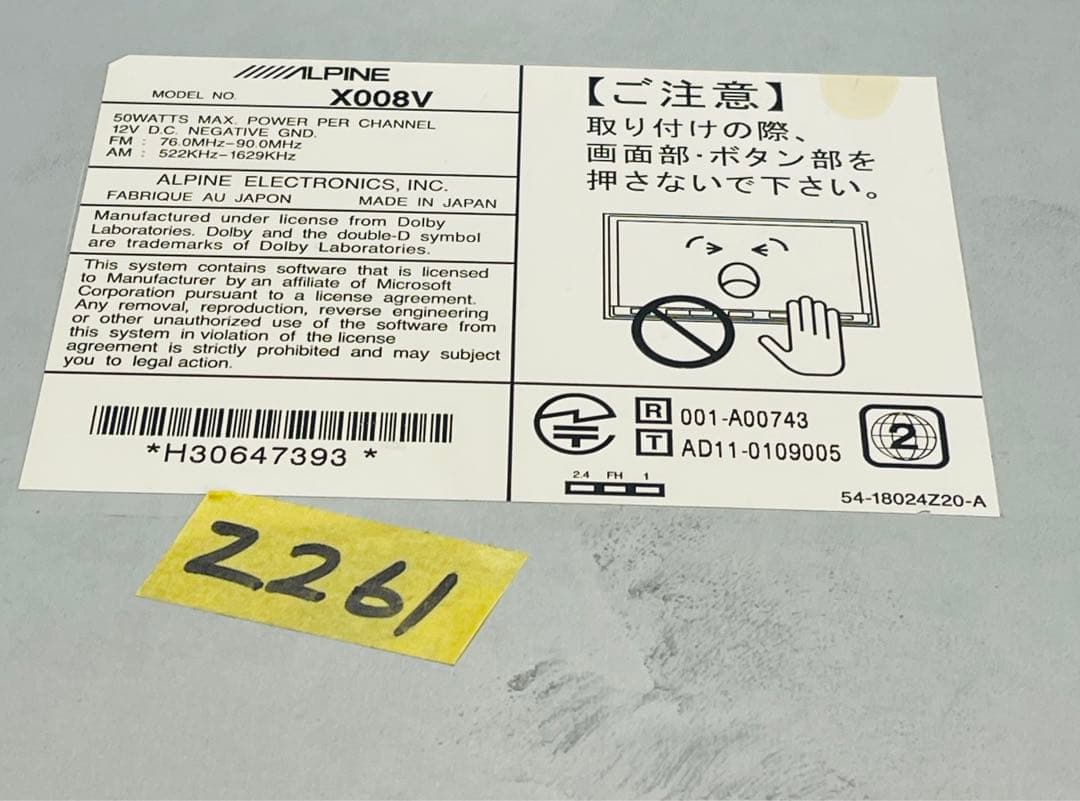 ALPINE
MODEL NO. X008V
50WATTS MAX. POWER PER CHANNEL
12V D.C. NEGATIVE GND.
FM : 76.0MHz-90.0MHz
AM : 522KHz-1629KHz
ALPINE ELECTRONICS, INC.
FABRIQUE AU JAPON MADE IN JAPAN
Manufactured under license from Dolby
Laboratories. Dolby and the double-D symbol
are trademarks of Dolby Laboratories.
This system contains software that is licensed
to Manufacturer by an affiliate of Microsoft
Corporation pursuant to a license agreement.
Any removal, reproduction, reverse engineering
or other unauthorized use of the software from
this system in violation of the license
agreement is strictly prohibited and may subject
you to legal action.
*H30647393 *
【ご注意】
取り付けの際、
画面部・ボタン部を
押さないで下さい。
R 001-A00743
T AD11-0109005
2
2.4 FH 1
54-18024Z20-A
Z261